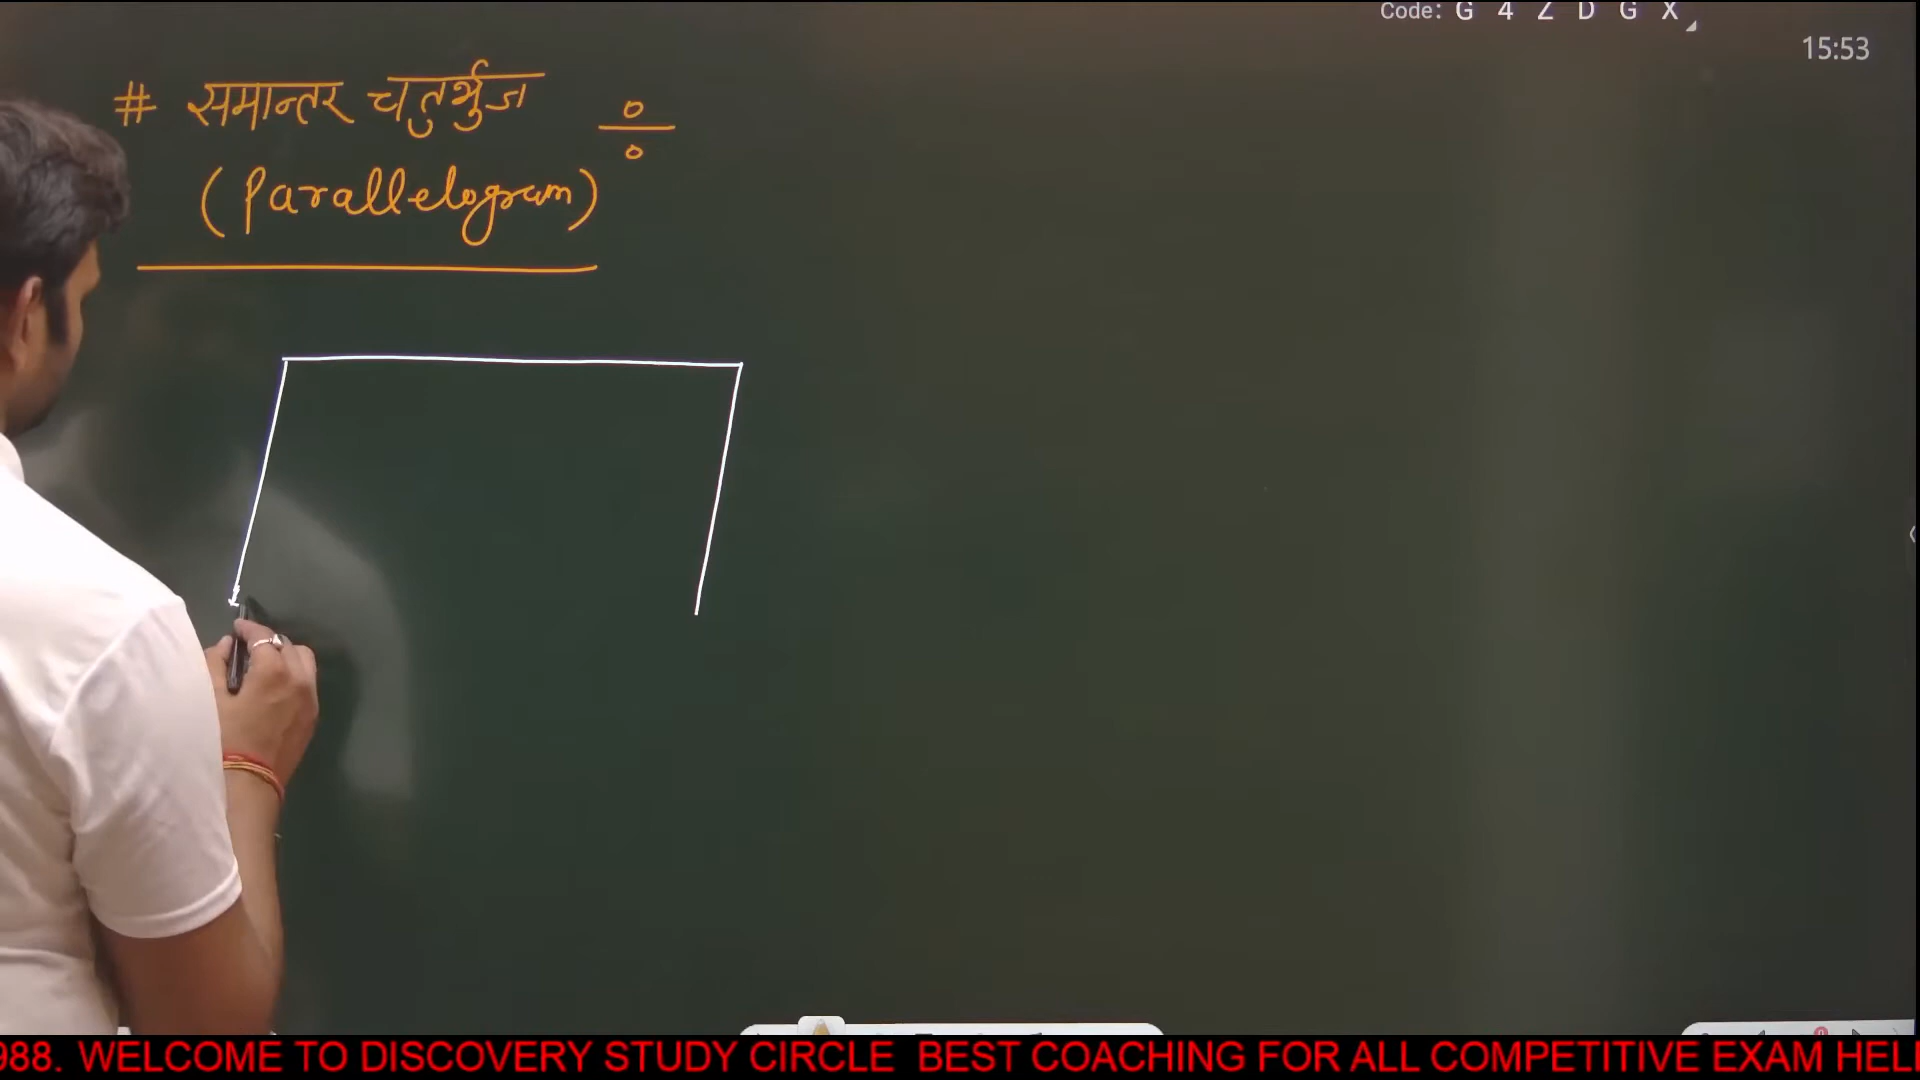 Code: G 4 Z D G X
15:53
# समान्तर चतुर्भुज
(Parallelogram)
988. WELCOME TO DISCOVERY STUDY CIRCLE BEST COACHING FOR ALL COMPETITIVE EXAM HEL